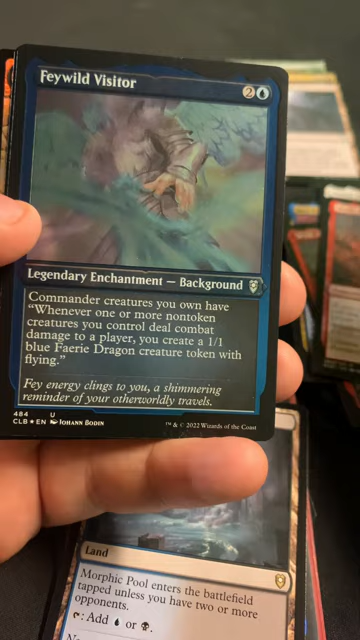 Feywild Visitor
2
Legendary Enchantment — Background
Commander creatures you own have
“Whenever one or more nontoken
creatures you control deal combat
damage to a player, you create a 1/1
blue Faerie Dragon creature token with
flying.”
Fey energy clings to you, a shimmering
reminder of your otherworldly travels.
484 U
CLB ★ EN Johann Bodin ™ & © 2022 Wizards of the Coast
Land
Morphic Pool enters the battlefield
tapped unless you have two or more
opponents.
: Add or .